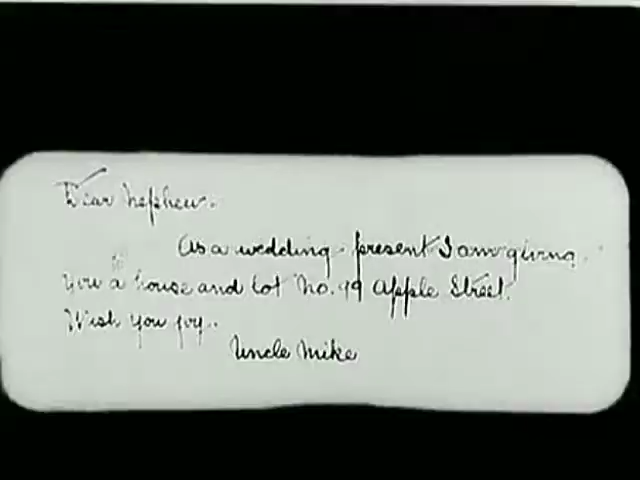 Dear Nephew.
As a wedding present I am giving
you a house and lot No. 99 Apple Street.
Wish you joy.
Uncle Mike